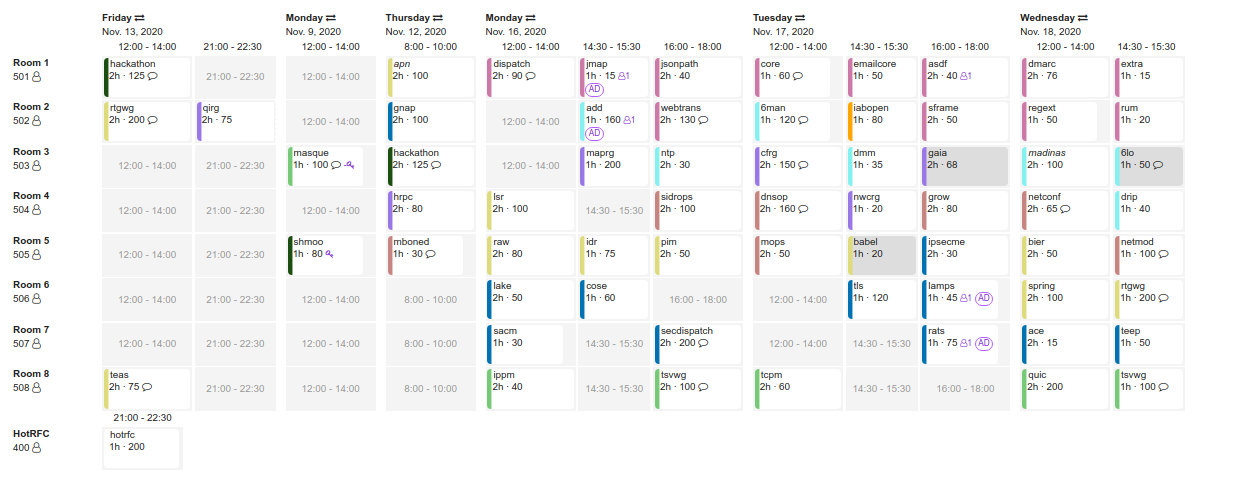 Friday ⇄ Monday ⇄ Thursday ⇄ Monday ⇄ Tuesday ⇄ Wednesday ⇄
Nov. 13, 2020 Nov. 9, 2020 Nov. 12, 2020 Nov. 16, 2020 Nov. 17, 2020 Nov. 18, 2020
12:00 - 14:00 21:00 - 22:30 12:00 - 14:00 8:00 - 10:00 12:00 - 14:00 14:30 - 15:30 16:00 - 18:00 12:00 - 14:00 14:30 - 15:30 16:00 - 18:00 12:00 - 14:00 14:30 - 15:30
Room 1 hackathon apn dispatch jmap jsonpath core emailcore asdf dmarc extra
501 2h · 125 21:00 - 22:30 12:00 - 14:00 2h · 100 2h · 90 1h · 15 1 2h · 40 1h · 60 1h · 50 2h · 40 1 2h · 76 1h · 15
AD
Room 2 rtgwg qirg gnap add webtrans 6man iabopen sframe regext rum
502 2h · 200 2h · 75 12:00 - 14:00 2h · 100 12:00 - 14:00 1h · 160 1 2h · 130 1h · 120 1h · 80 2h · 50 1h · 50 1h · 20
AD
Room 3 masque hackathon maprg ntp cfrg dmm gaia madinas 6lo
503 12:00 - 14:00 21:00 - 22:30 1h · 100 2h · 125 12:00 - 14:00 1h · 200 2h · 30 2h · 150 1h · 35 2h · 68 2h · 100 1h · 50
Room 4 hrpc lsr sidrops dnsop nwcrg grow netconf drip
504 12:00 - 14:00 21:00 - 22:30 12:00 - 14:00 2h · 80 2h · 100 14:30 - 15:30 2h · 100 2h · 160 1h · 20 2h · 80 2h · 65 1h · 40
Room 5 shmoo mboned raw idr pim mops babel ipsecme bier netmod
505 12:00 - 14:00 21:00 - 22:30 1h · 80 1h · 30 2h · 80 1h · 75 2h · 50 2h · 50 1h · 20 2h · 30 2h · 50 1h · 100
Room 6 lake cose tls lamps spring rtgwg
506 12:00 - 14:00 21:00 - 22:30 12:00 - 14:00 8:00 - 10:00 2h · 50 1h · 60 16:00 - 18:00 12:00 - 14:00 1h · 120 1h · 45 1 AD 2h · 100 1h · 200
Room 7 sacm secdispatch rats ace teep
507 12:00 - 14:00 21:00 - 22:30 12:00 - 14:00 8:00 - 10:00 1h · 30 14:30 - 15:30 2h · 200 12:00 - 14:00 14:30 - 15:30 1h · 75 1 AD 2h · 15 1h · 50
Room 8 teas ippm tsvwg tcpm quic tsvwg
508 2h · 75 21:00 - 22:30 12:00 - 14:00 8:00 - 10:00 2h · 40 14:30 - 15:30 2h · 100 2h · 60 14:30 - 15:30 16:00 - 18:00 2h · 200 1h · 100
21:00 - 22:30
HotRFC hotrfc
400 1h · 200